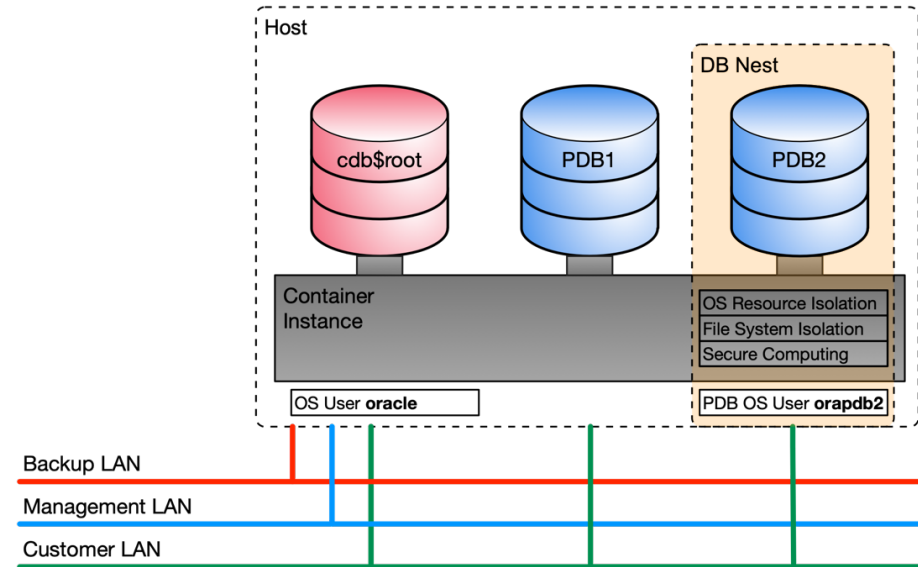 Host
DB Nest
cdb$root
PDB1
PDB2
Container
Instance
OS Resource Isolation
File System Isolation
Secure Computing
OS User oracle
PDB OS User orapdb2
Backup LAN
Management LAN
Customer LAN